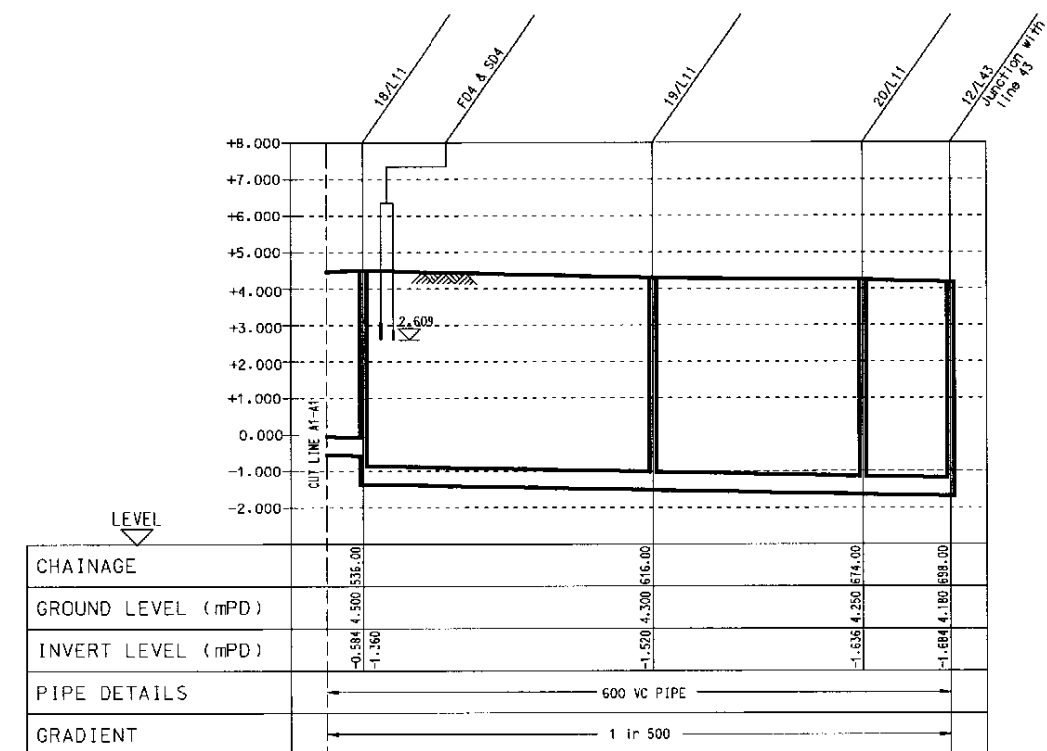 18/L11
FD4 & SD4
19/L11
20/L11
12/L43
Junction with
line 43
+8.000
+7.000
+6.000
+5.000
+4.000
+3.000
2.609
+2.000
+1.000
0.000
-1.000
-2.000
CUT LINE A1-A1
LEVEL
CHAINAGE
536.00
616.00
674.00
698.00
GROUND LEVEL (mPD)
4.500
4.300
4.250
4.180
INVERT LEVEL (mPD)
-0.584
-1.360
-1.520
-1.636
-1.684
PIPE DETAILS
600 VC PIPE
GRADIENT
1 in 500